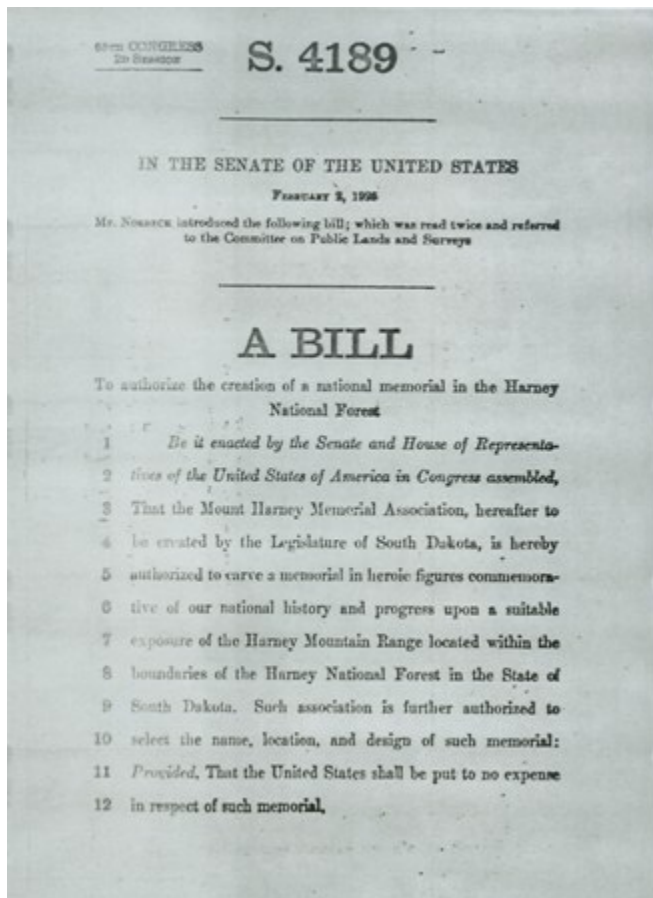 68TH CONGRESS
2D SESSION
S. 4189
IN THE SENATE OF THE UNITED STATES
FEBRUARY 2, 1925
Mr. NORBECK introduced the following bill; which was read twice and referred
to the Committee on Public Lands and Surveys
A BILL
To authorize the creation of a national memorial in the Harney
National Forest
1 Be it enacted by the Senate and House of Representa-
2 tives of the United States of America in Congress assembled,
3 That the Mount Harney Memorial Association, hereafter to
4 be created by the Legislature of South Dakota, is hereby
5 authorized to carve a memorial in heroic figures commemora-
6 tive of our national history and progress upon a suitable
7 exposure of the Harney Mountain Range located within the
8 boundaries of the Harney National Forest in the State of
9 South Dakota. Such association is further authorized to
10 select the name, location, and design of such memorial:
11 Provided, That the United States shall be put to no expense
12 in respect of such memorial.